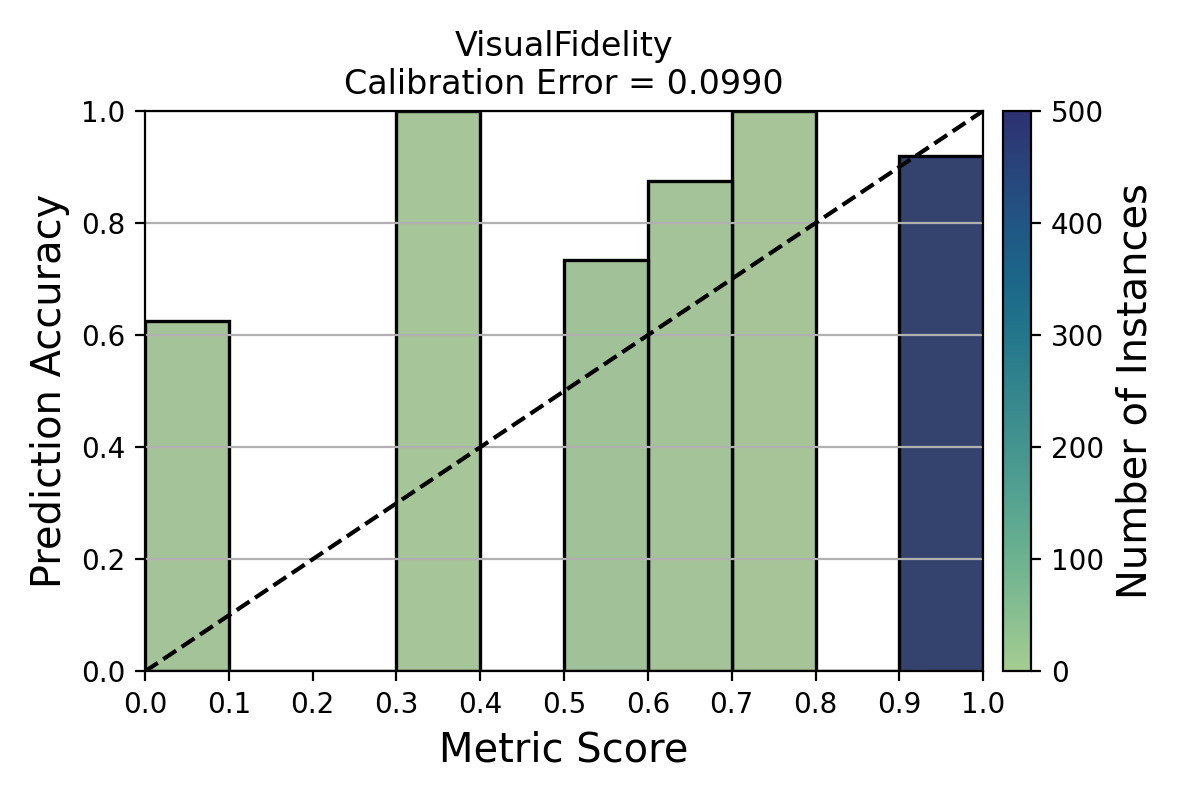 VisualFidelity
Calibration Error = 0.0990
Prediction Accuracy
1.0
0.8
0.6
0.4
0.2
0.0
0.0 0.1 0.2 0.3 0.4 0.5 0.6 0.7 0.8 0.9 1.0
Metric Score
500
400
300
200
100
0
Number of Instances